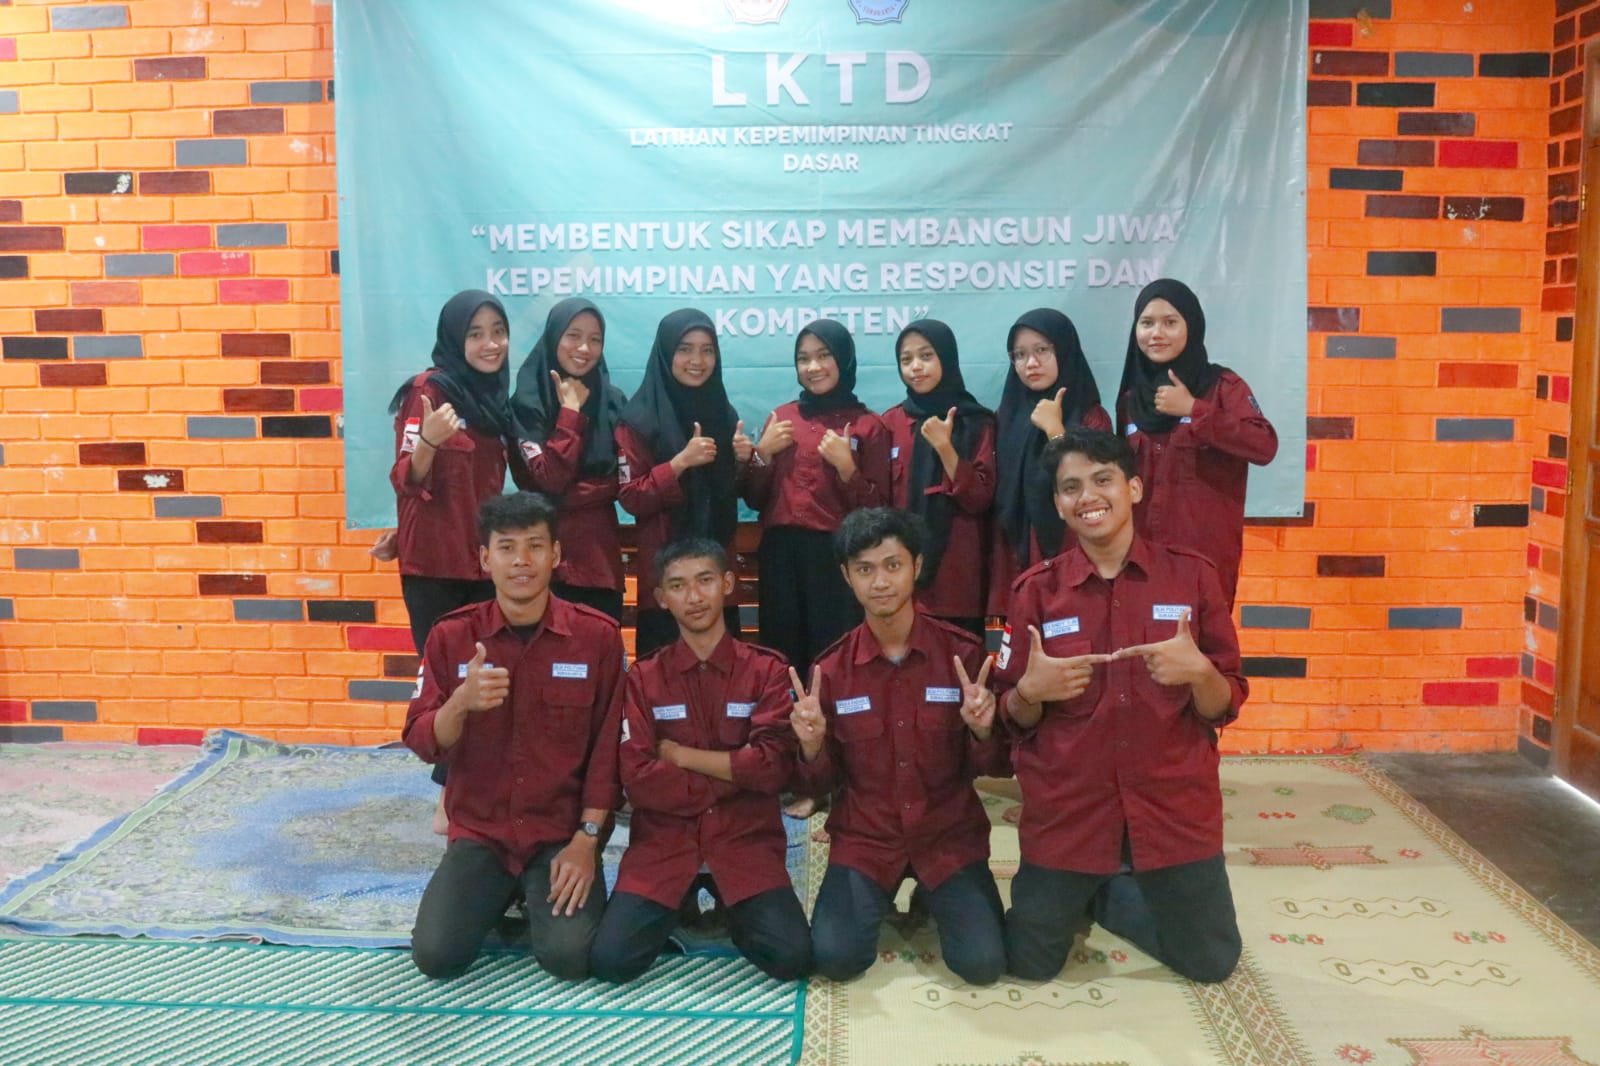 LKTD
LATIHAN KEPEMIMPINAN TINGKAT
DASAR
“MEMBENTUK SIKAP MEMBANGUN JIWA
KEPEMIMPINAN YANG RESPONSIF DAN
KOMPETEN”